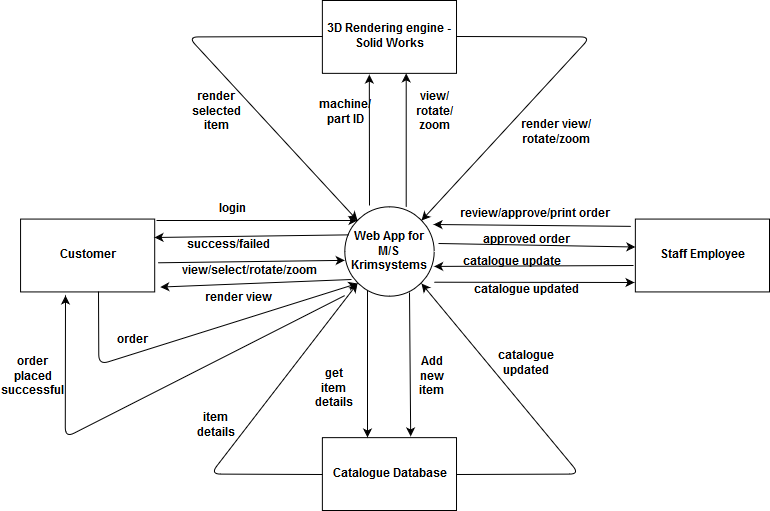 3D Rendering engine -
Solid Works
render
selected
item
machine/
part ID
view/
rotate/
zoom
render view/
rotate/zoom
login
success/failed
view/select/rotate/zoom
render view
Customer
Web App for
M/S
Krimsystems
review/approve/print order
approved order
catalogue update
catalogue updated
Staff Employee
order
order
placed
successful
item
details
get
item
details
Add
new
item
catalogue
updated
Catalogue Database